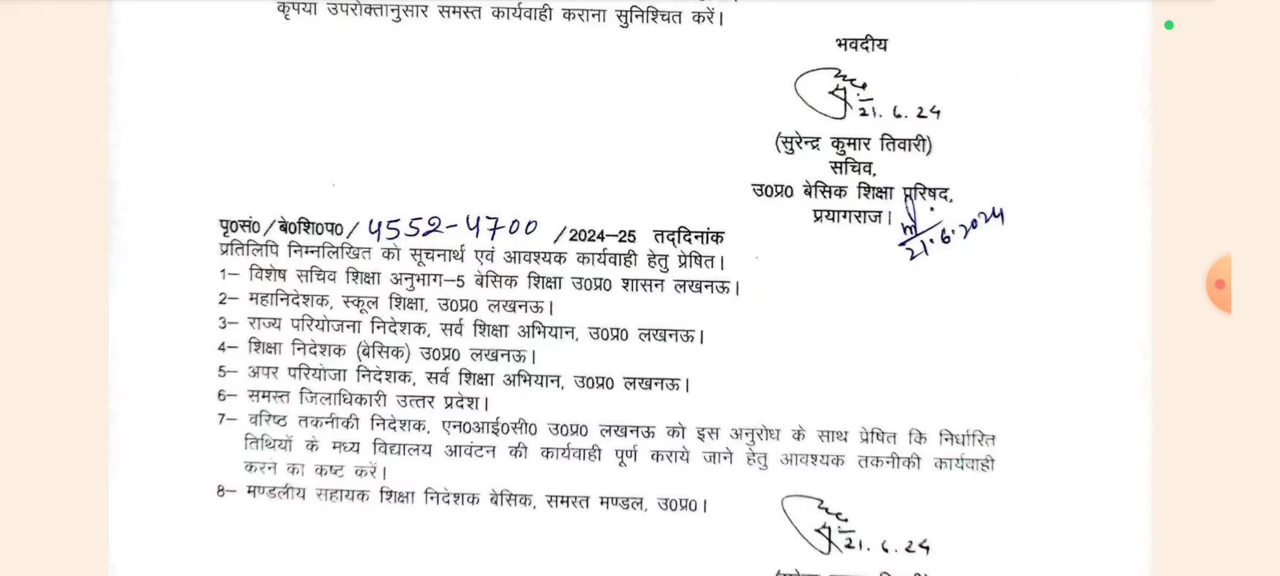 कृपया उपरोक्तानुसार समस्त कार्यवाही कराना सुनिश्चित करें।
भवदीय
21.6.24
(सुरेन्द्र कुमार तिवारी)
सचिव,
उ0प्र0 बेसिक शिक्षा परिषद,
प्रयागराज।
21.6.2024
पृ0सं0/बे0शि0प0/ 4552-4700 /2024-25 तद्दिनांक
प्रतिलिपि निम्नलिखित को सूचनार्थ एवं आवश्यक कार्यवाही हेतु प्रेषित।
1– विशेष सचिव शिक्षा अनुभाग–5 बेसिक शिक्षा उ0प्र0 शासन लखनऊ।
2– महानिदेशक, स्कूल शिक्षा, उ0प्र0 लखनऊ।
3– राज्य परियोजना निदेशक, सर्व शिक्षा अभियान, उ0प्र0 लखनऊ।
4– शिक्षा निदेशक (बेसिक) उ0प्र0 लखनऊ।
5– अपर परियोजा निदेशक, सर्व शिक्षा अभियान, उ0प्र0 लखनऊ।
6– समस्त जिलाधिकारी उत्तर प्रदेश।
7– वरिष्ठ तकनीकी निदेशक, एन0आई0सी0 उ0प्र0 लखनऊ को इस अनुरोध के साथ प्रेषित कि निर्धारित
तिथियों के मध्य विद्यालय आवंटन की कार्यवाही पूर्ण कराये जाने हेतु आवश्यक तकनीकी कार्यवाही
करने का कष्ट करें।
8– मण्डलीय सहायक शिक्षा निदेशक बेसिक, समस्त मण्डल, उ0प्र0।
21.6.24